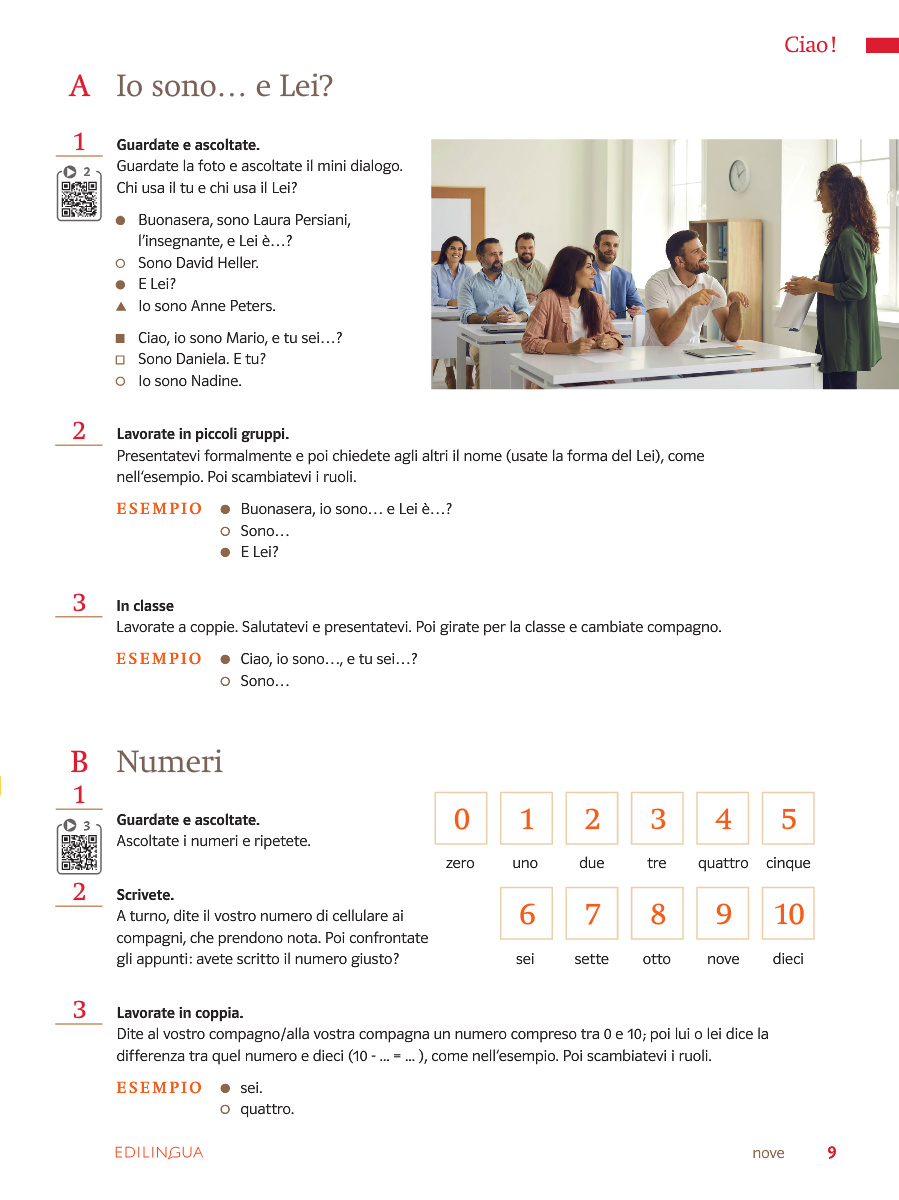 Ciao!
A Io sono… e Lei?
1
Guardate e ascoltate.
2
Guardate la foto e ascoltate il mini dialogo.
Chi usa il tu e chi usa il Lei?
Buonasera, sono Laura Persiani,
l'insegnante, e Lei è…?
Sono David Heller.
E Lei?
Io sono Anne Peters.
Ciao, io sono Mario, e tu sei…?
Sono Daniela. E tu?
Io sono Nadine.
2
Lavorate in piccoli gruppi.
Presentatevi formalmente e poi chiedete agli altri il nome (usate la forma del Lei), come
nell'esempio. Poi scambiatevi i ruoli.
ESEMPIO
Buonasera, io sono… e Lei è…?
Sono…
E Lei?
3
In classe
Lavorate a coppie. Salutatevi e presentatevi. Poi girate per la classe e cambiate compagno.
ESEMPIO
Ciao, io sono…, e tu sei…?
Sono…
B Numeri
1
Guardate e ascoltate.
3
Ascoltate i numeri e ripetete.
0 1 2 3 4 5
zero uno due tre quattro cinque
2
Scrivete.
A turno, dite il vostro numero di cellulare ai
compagni, che prendono nota. Poi confrontate
gli appunti: avete scritto il numero giusto?
6 7 8 9 10
sei sette otto nove dieci
3
Lavorate in coppia.
Dite al vostro compagno/alla vostra compagna un numero compreso tra 0 e 10; poi lui o lei dice la
differenza tra quel numero e dieci (10 - ... = ... ), come nell'esempio. Poi scambiatevi i ruoli.
ESEMPIO
sei.
quattro.
EDILINGUA
nove 9